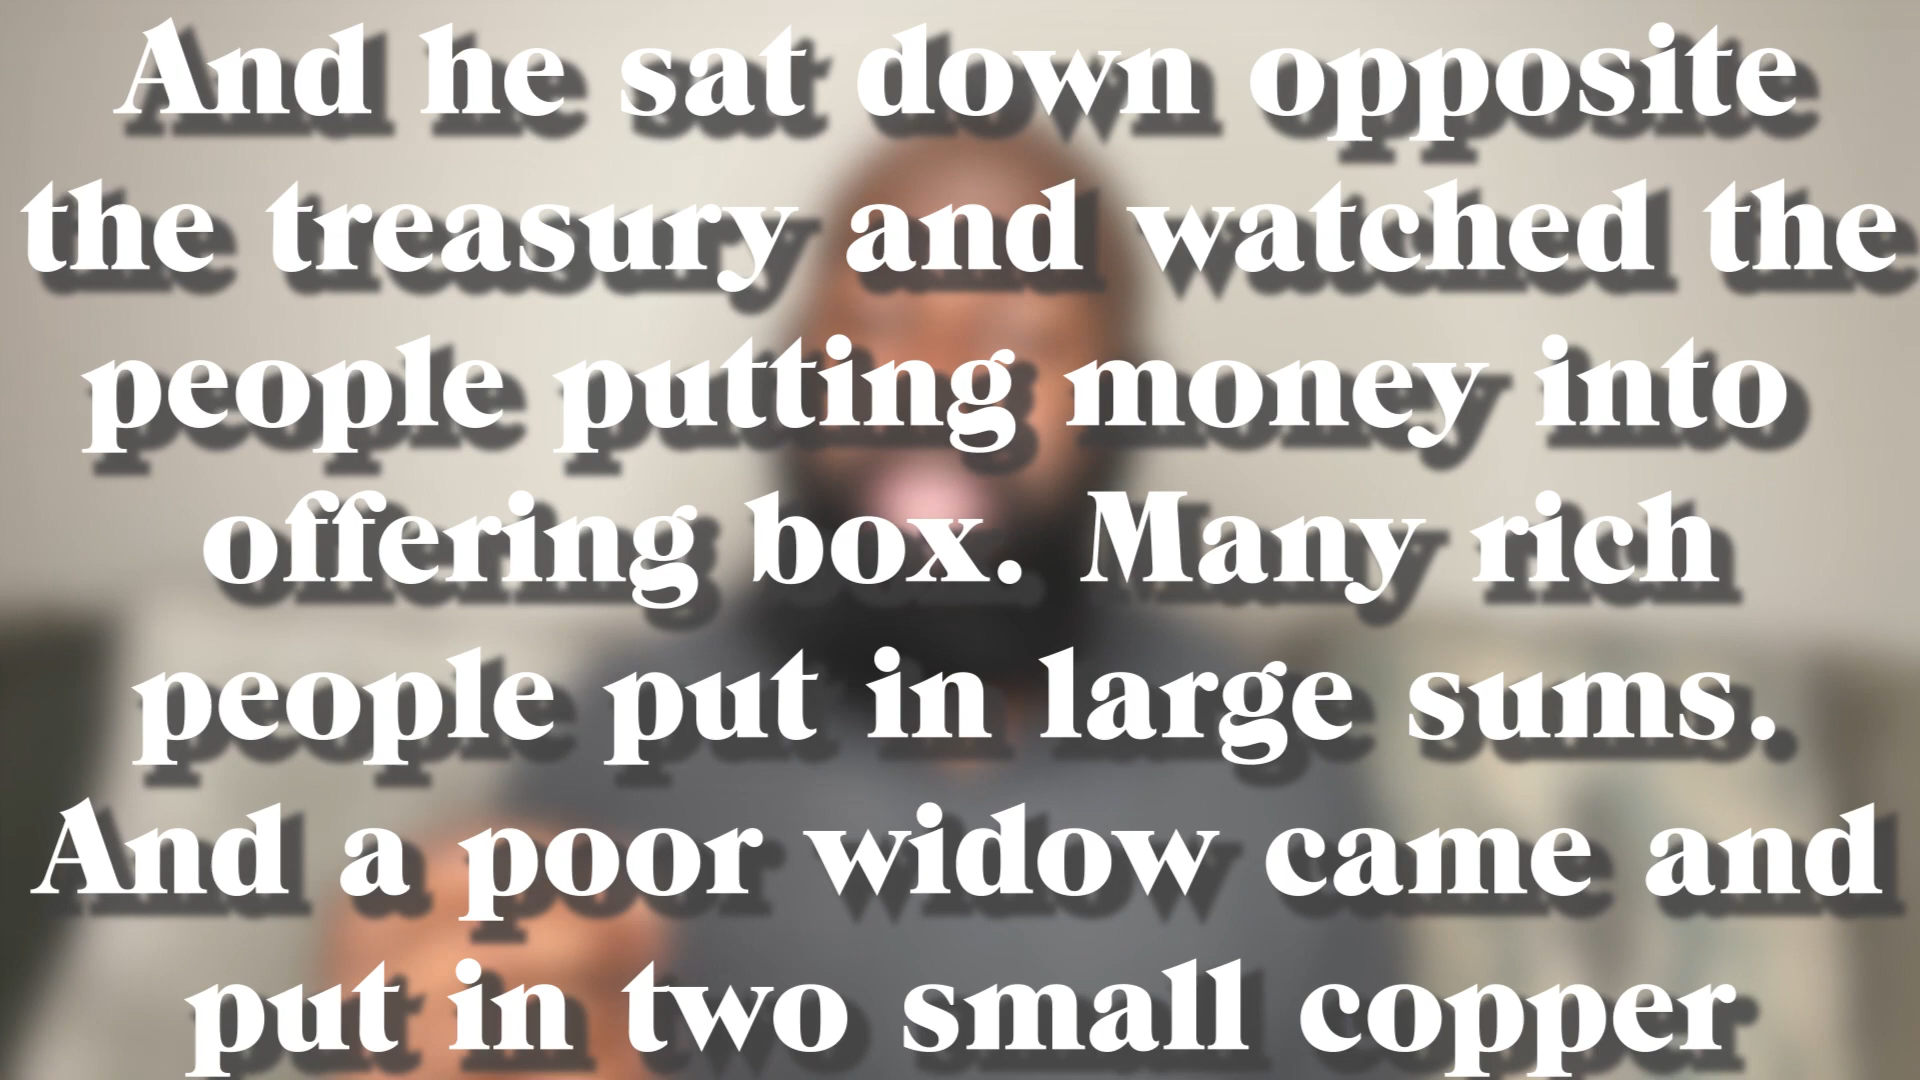 And he sat down opposite
the treasury and watched the
people putting money into
offering box. Many rich
people put in large sums.
And a poor widow came and
put in two small copper